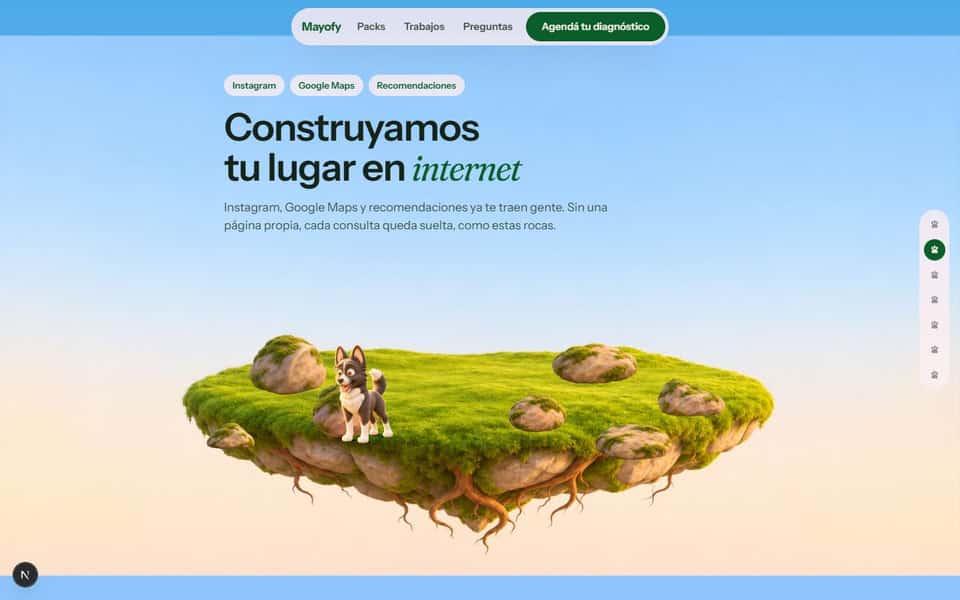 Mayofy Packs Trabajos Preguntas Agendá tu diagnóstico
Instagram Google Maps Recomendaciones
Construyamos
tu lugar en internet
Instagram, Google Maps y recomendaciones ya te traen gente. Sin una
página propia, cada consulta queda suelta, como estas rocas.
N